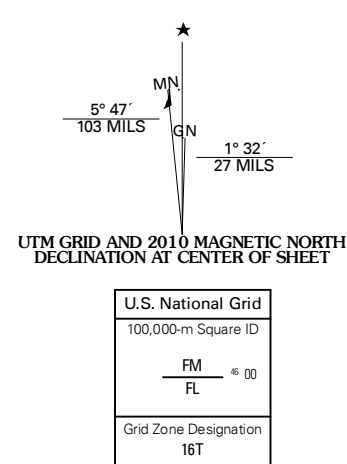 ★
MN
5° 47´
103 MILS
GN
1° 32´
27 MILS
UTM GRID AND 2010 MAGNETIC NORTH
DECLINATION AT CENTER OF SHEET
U.S. National Grid
100,000-m Square ID
FM
46 00
FL
Grid Zone Designation
16T